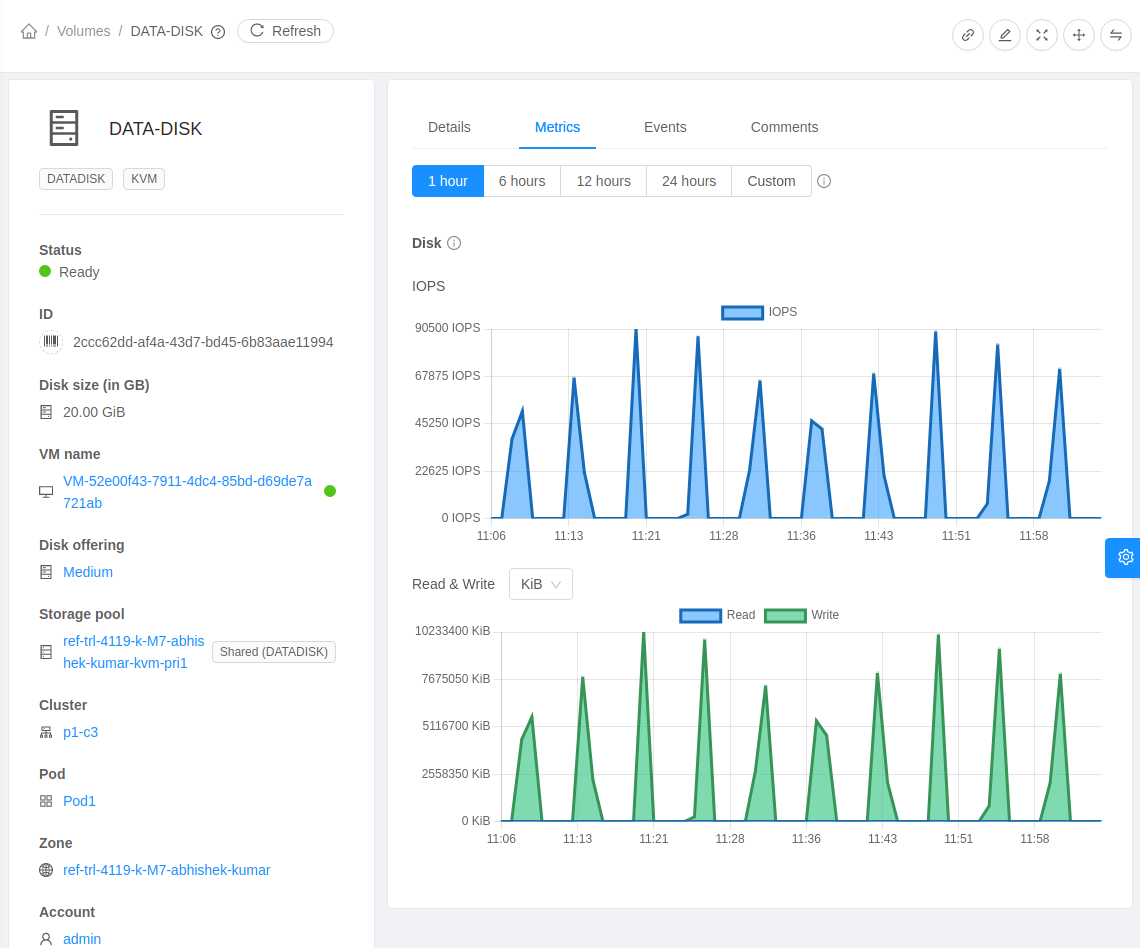 / Volumes / DATA-DISK Refresh
DATA-DISK
DATADISK KVM
Status
Ready
ID
2ccc62dd-af4a-43d7-bd45-6b83aae11994
Disk size (in GB)
20.00 GiB
VM name
VM-52e00f43-7911-4dc4-85bd-d69de7a
721ab
Disk offering
Medium
Storage pool
ref-trl-4119-k-M7-abhis
hek-kumar-kvm-pri1
Shared (DATADISK)
Cluster
p1-c3
Pod
Pod1
Zone
ref-trl-4119-k-M7-abhishek-kumar
Account
admin
Details Metrics Events Comments
1 hour 6 hours 12 hours 24 hours Custom
Disk
IOPS
IOPS
90500 IOPS
67875 IOPS
45250 IOPS
22625 IOPS
0 IOPS
11:06 11:13 11:21 11:28 11:36 11:43 11:51 11:58
Read & Write KiB
Read Write
10233400 KiB
7675050 KiB
5116700 KiB
2558350 KiB
0 KiB
11:06 11:13 11:21 11:28 11:36 11:43 11:51 11:58